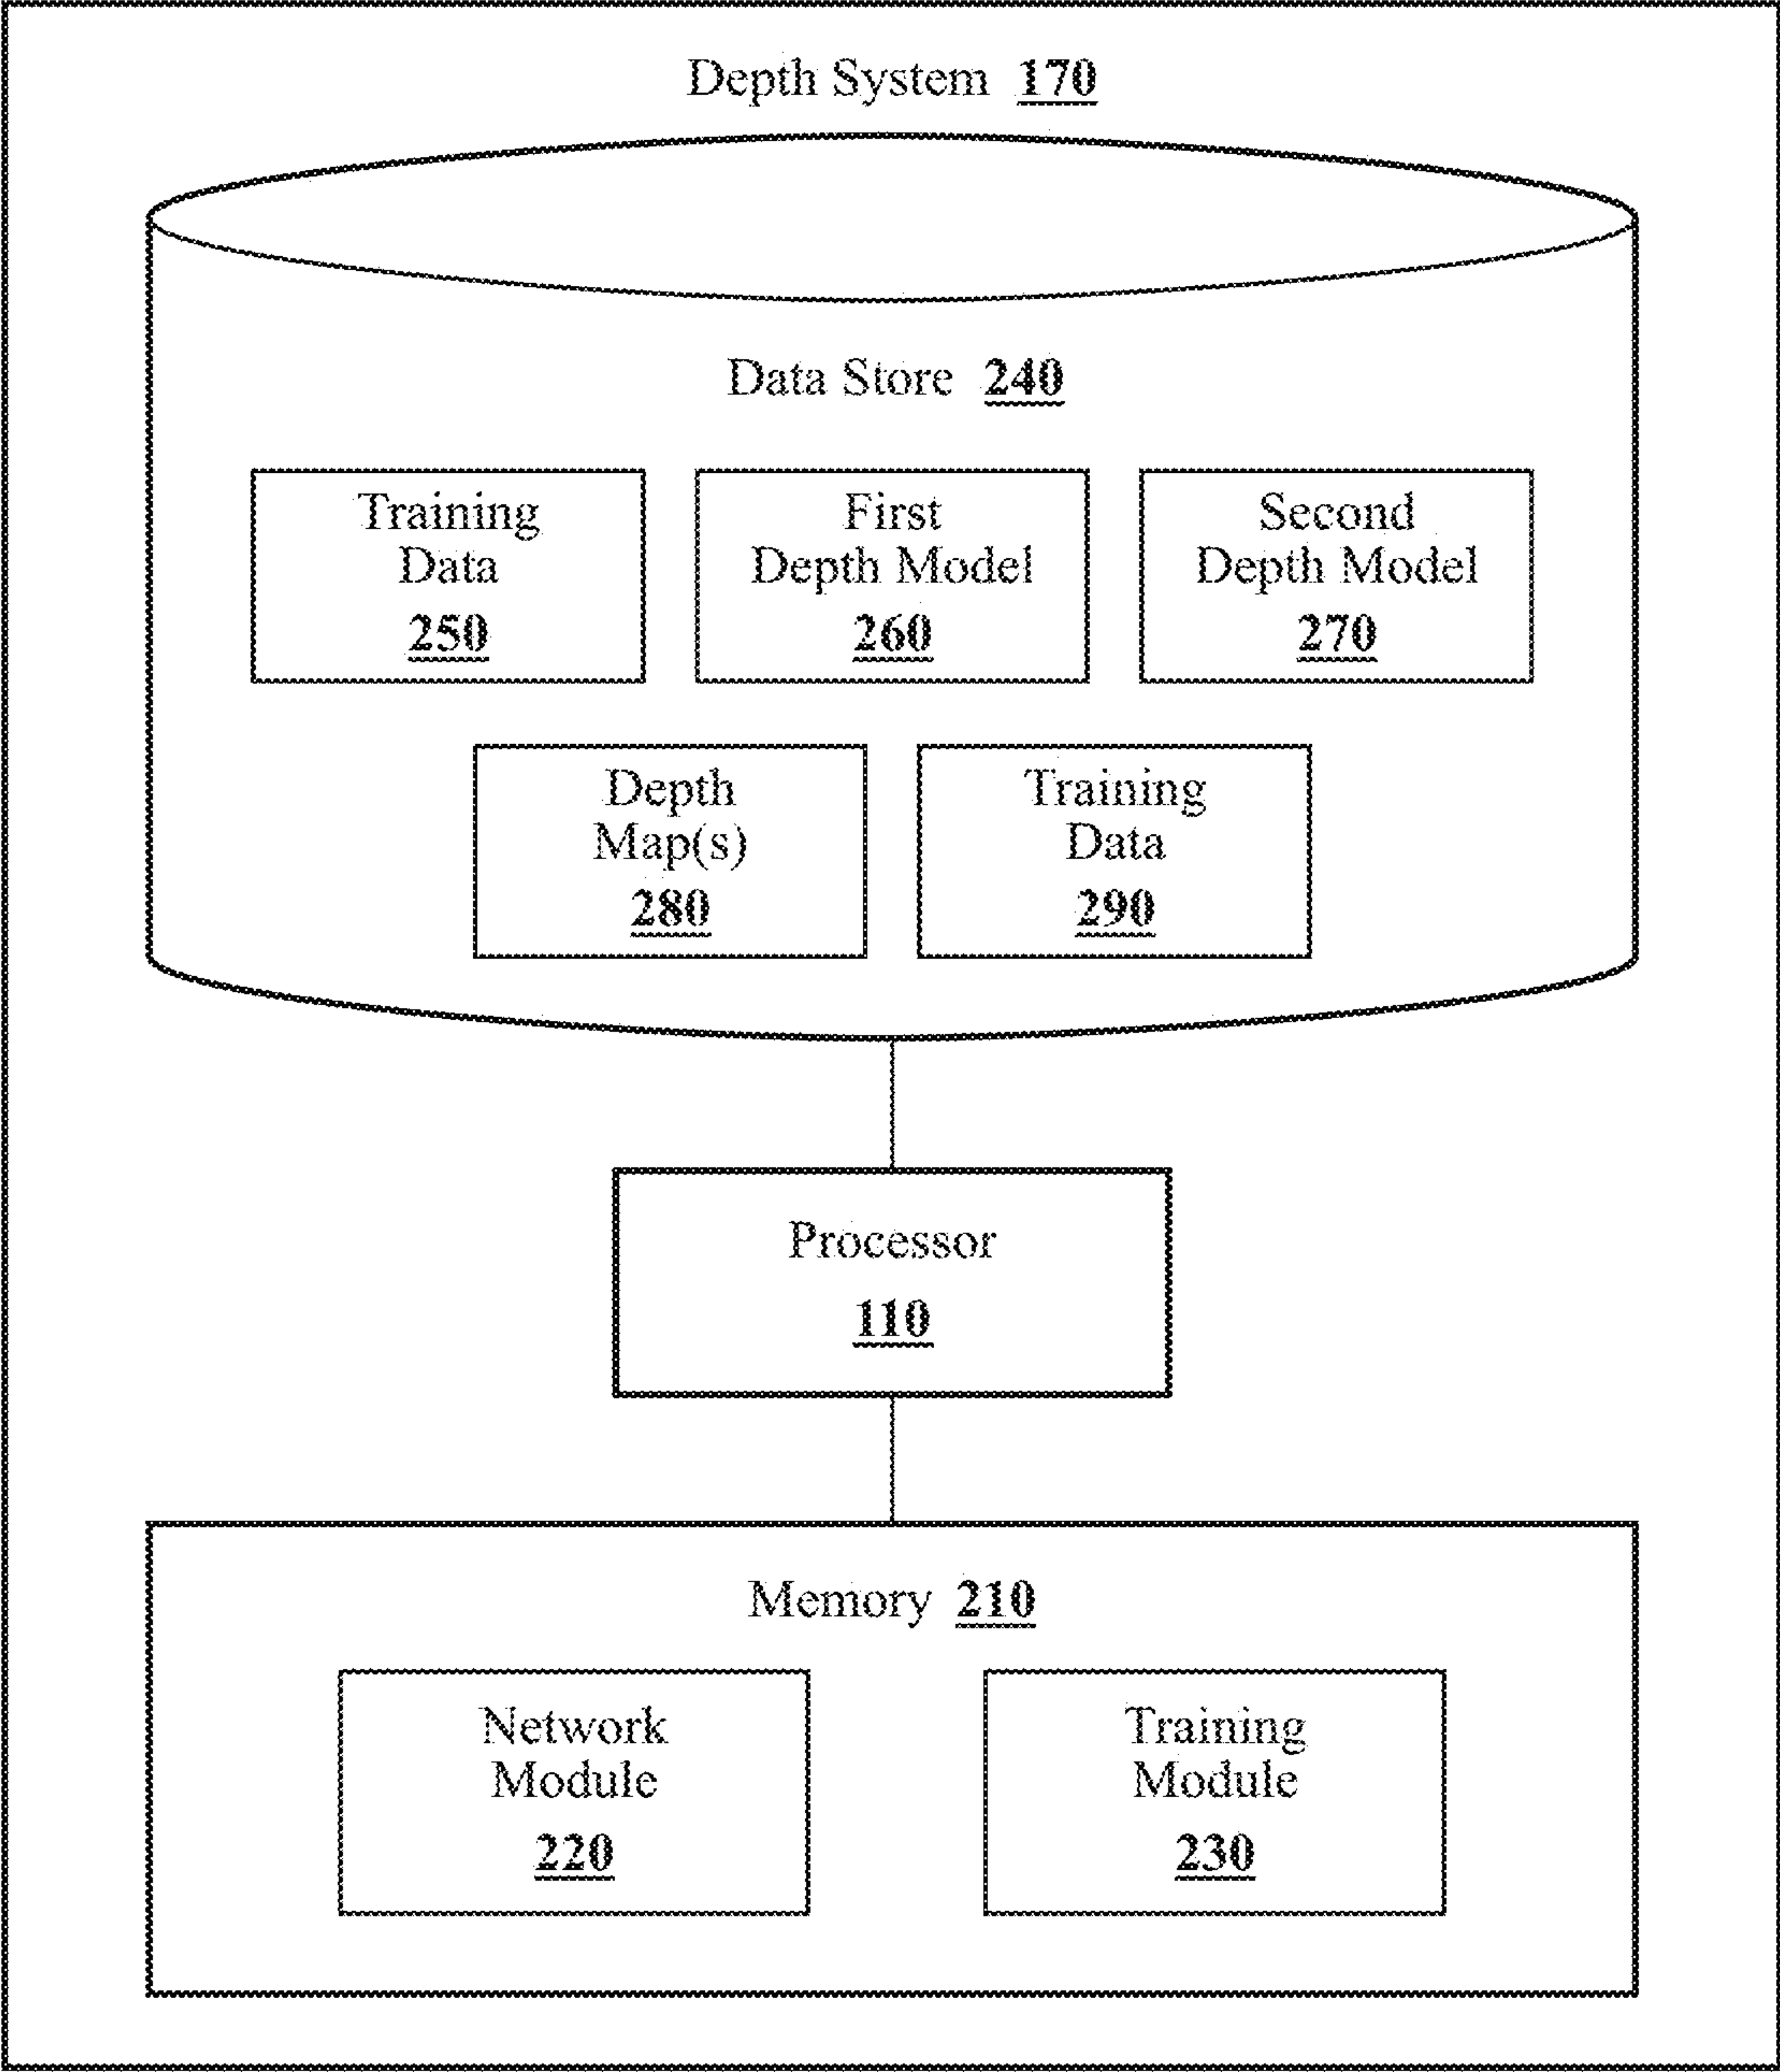 Depth System 170
Data Store 240
Training
Data
250
First
Depth Model
260
Second
Depth Model
270
Depth
Map(s)
280
Training
Data
290
Processor
110
Memory 210
Network
Module
220
Training
Module
230